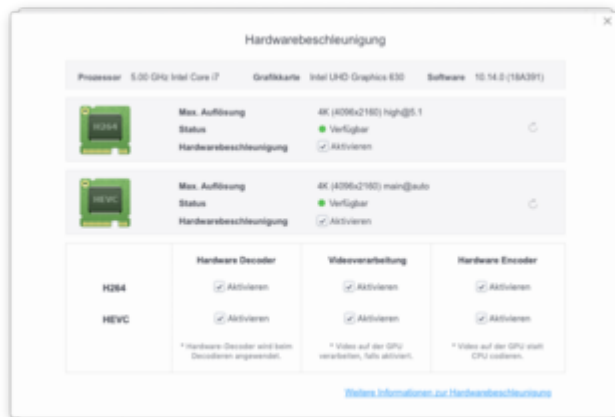 Hardwarebeschleunigung
Prozessor 5.00 GHz Intel Core i7 Grafikkarte Intel UHD Graphics 630 Software 10.14.0 (18A391)
H264
Max. Auflösung 4K (4096x2160) high@5.1
Status Verfügbar
Hardwarebeschleunigung Aktivieren
HEVC
Max. Auflösung 4K (4096x2160) main@auto
Status Verfügbar
Hardwarebeschleunigung Aktivieren
Hardware Decoder Videoverarbeitung Hardware Encoder
H264 Aktivieren Aktivieren Aktivieren
HEVC Aktivieren Aktivieren Aktivieren
* Hardware-Decoder wird beim * Video auf der GPU * Video auf der GPU statt
Decodieren angewendet. verarbeiten, falls aktiviert. CPU codieren.
Weitere Informationen zur Hardwarebeschleunigung